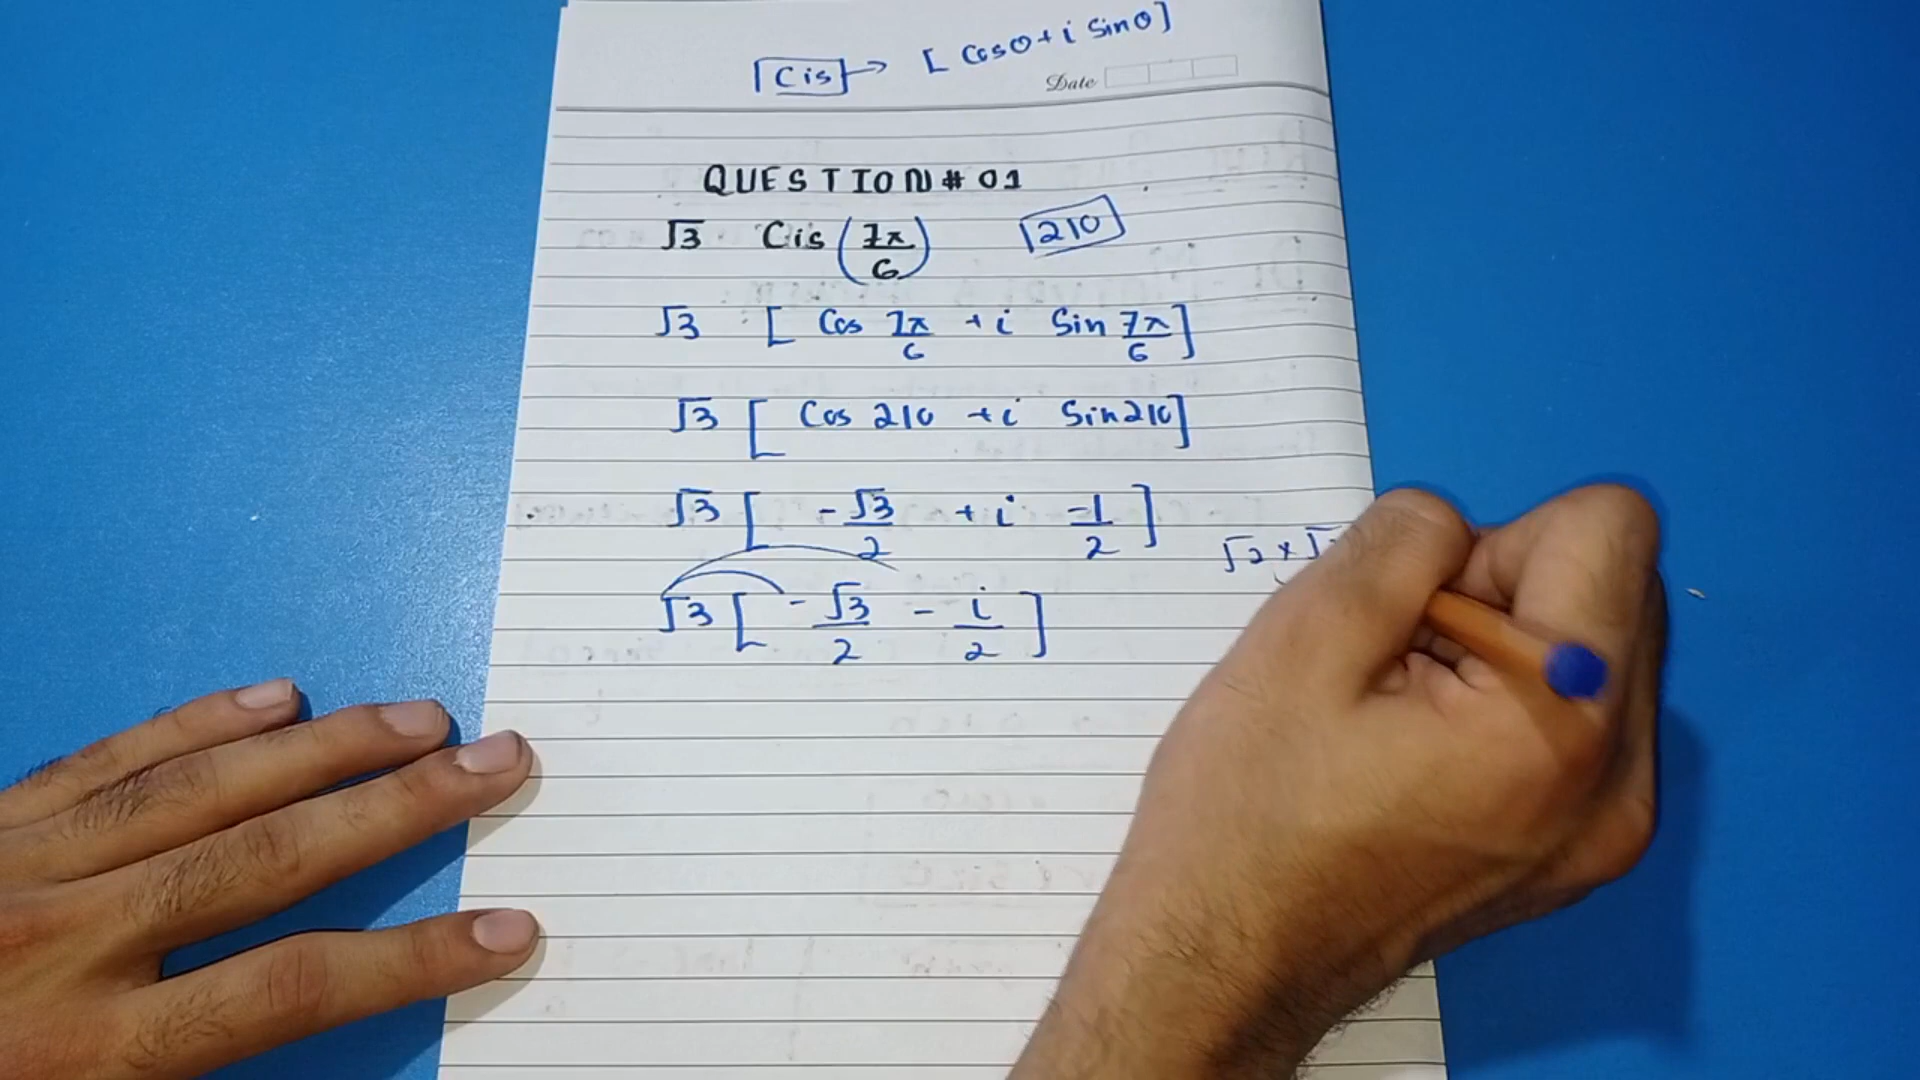 Cis → [ Cosθ + i Sinθ ]
Date
QUESTION # 01
√3 Cis (7π/6) 210
√3 [ Cos 7π/6 + i Sin 7π/6 ]
√3 [ Cos 210 + i Sin 210 ]
√3 [ -√3/2 + i -1/2 ]
√2 × √
√3 [ -√3/2 - i/2 ]